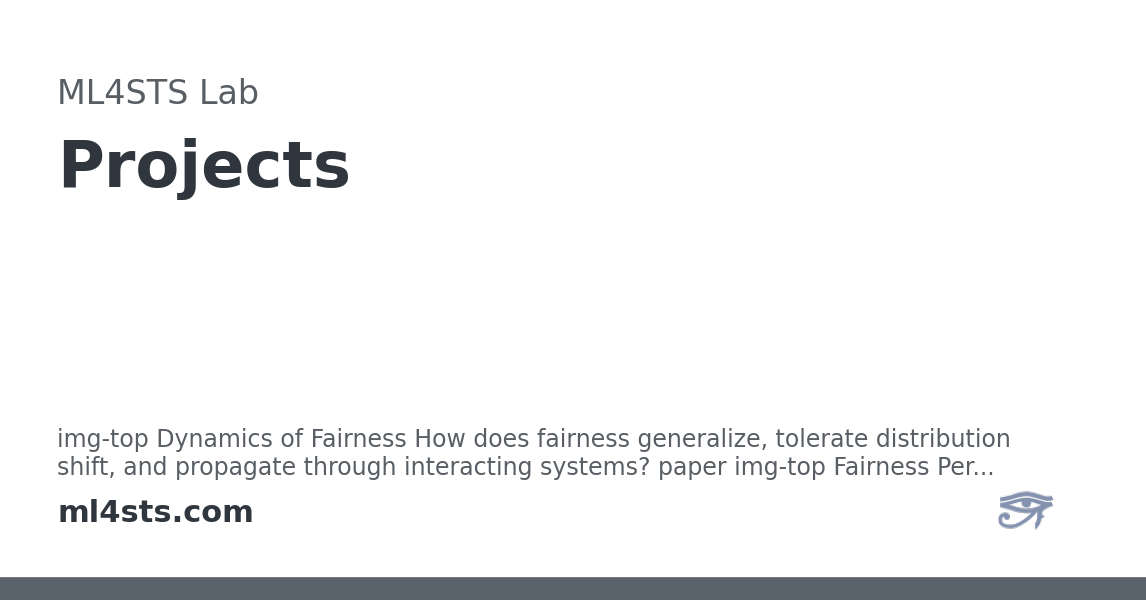 ML4STS Lab
Projects
img-top Dynamics of Fairness How does fairness generalize, tolerate distribution
shift, and propagate through interacting systems? paper img-top Fairness Per...
ml4sts.com